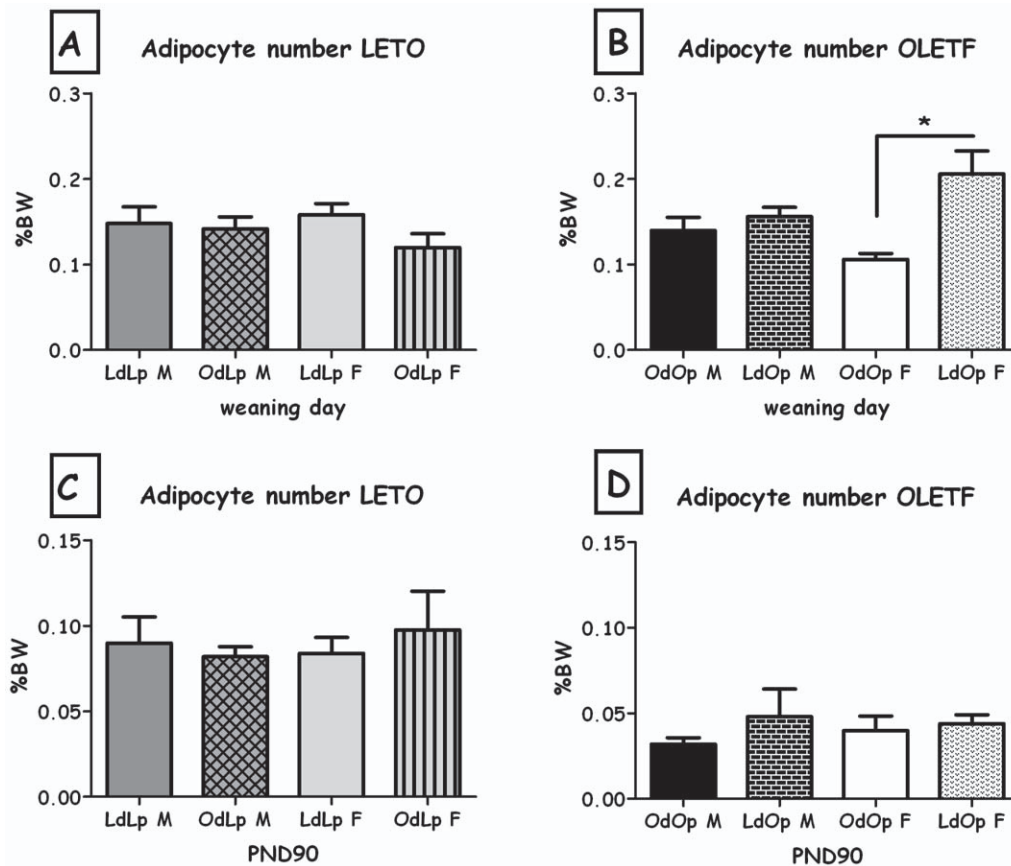 A
Adipocyte number LETO
%BW
0.3
0.2
0.1
0.0
LdLp M OdLp M LdLp F OdLp F
weaning day
B
Adipocyte number OLETF
%BW
0.3
0.2
0.1
0.0
*
OdOp M LdOp M OdOp F LdOp F
weaning day
C
Adipocyte number LETO
%BW
0.15
0.10
0.05
0.00
LdLp M OdLp M LdLp F OdLp F
PND90
D
Adipocyte number OLETF
%BW
0.15
0.10
0.05
0.00
OdOp M LdOp M OdOp F LdOp F
PND90